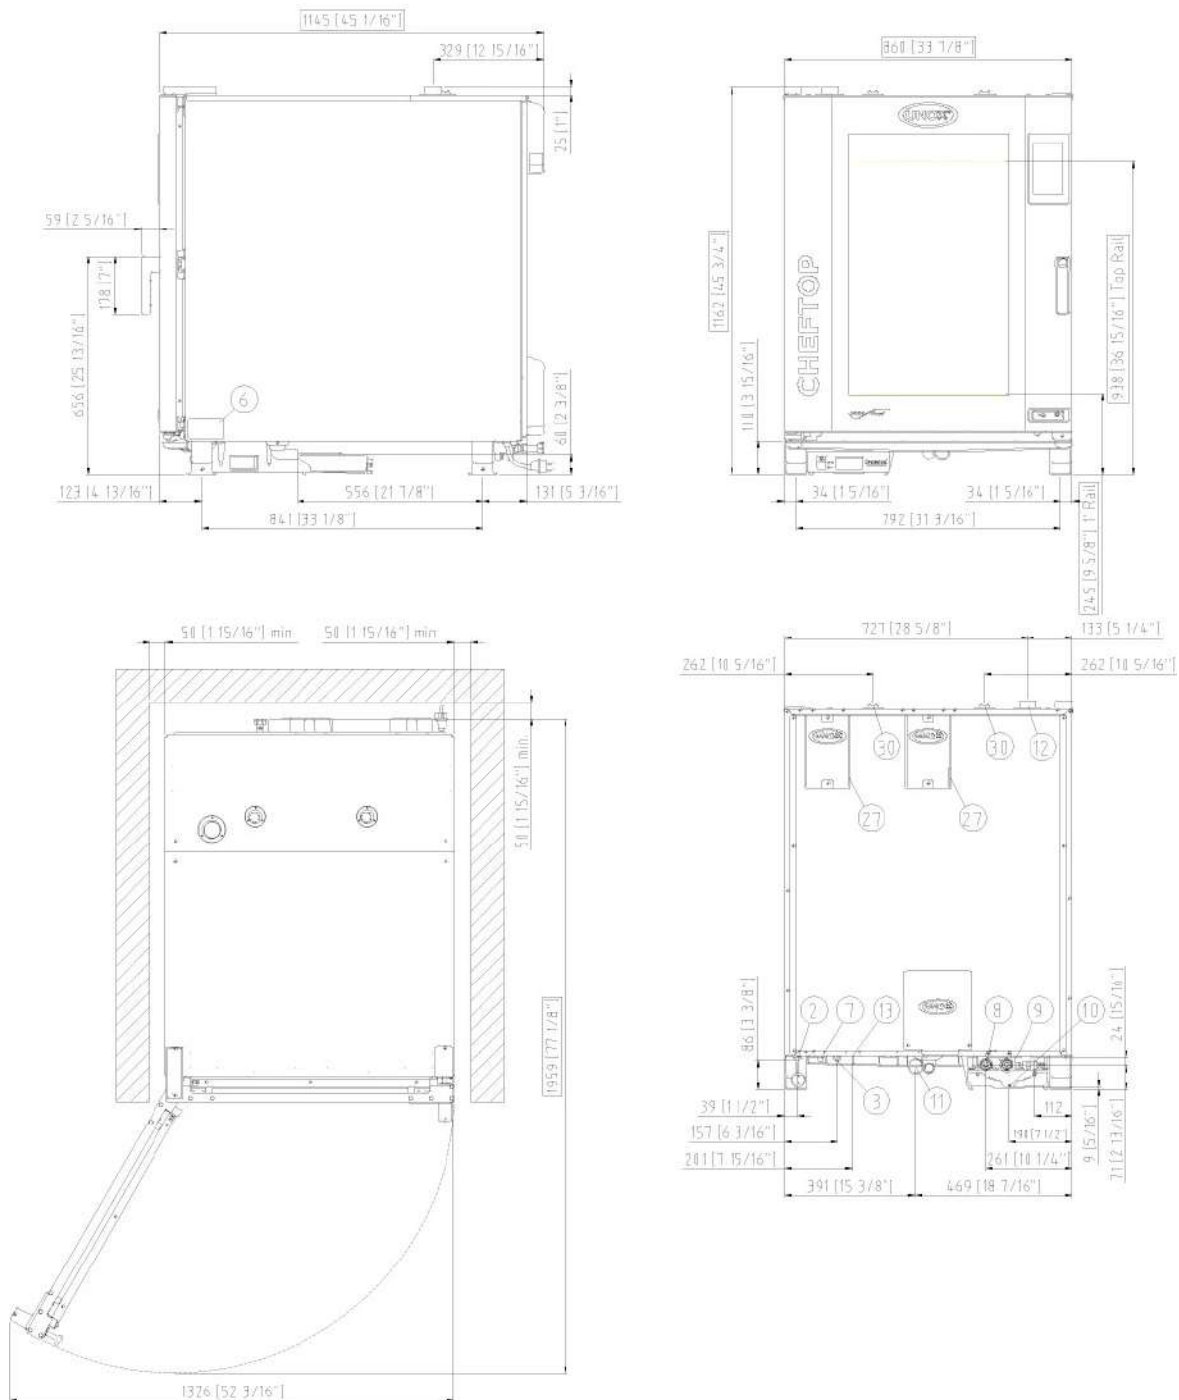 1145 [45 1/16"]
329 [12 15/16"]
25 [1"]
59 [2 5/16"]
178 [7"]
656 [25 13/16"]
6
60 [2 3/8"]
123 [4 13/16"]
556 [21 7/8"]
131 [5 3/16"]
841 [33 1/8"]
860 [33 7/8"]
UNOX
1162 [45 3/4"]
CHEFTOP
938 [36 15/16"] Top Rail
100 [3 15/16"]
34 [1 5/16"]
34 [1 5/16"]
792 [31 3/16"]
245 [9 5/8"] 1° Rail
50 [1 15/16"] min
50 [1 15/16"] min
50 [1 15/16"] min
1959 [77 1/8"]
1326 [52 3/16"]
727 [28 5/8"]
133 [5 1/4"]
262 [10 5/16"]
262 [10 5/16"]
30
30
12
UNOX
UNOX
27
27
UNOX
86 [3 3/8"]
2
7
13
8
9
10
24 [15/16"]
3
11
39 [1 1/2"]
112
157 [6 3/16"]
190 [7 1/2"]
9 [5/16"]
71 [2 13/16"]
201 [7 15/16"]
261 [10 1/4"]
391 [15 3/8"]
469 [18 7/16"]